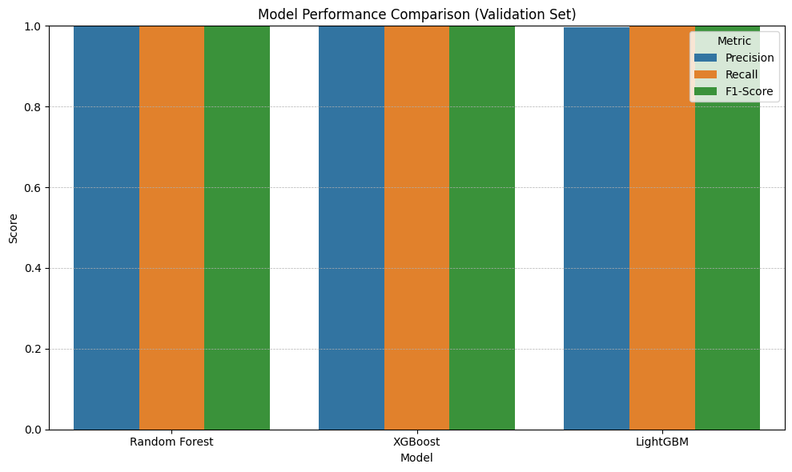 Model Performance Comparison (Validation Set)
1.0
0.8
0.6
0.4
0.2
0.0
Score
Metric
Precision
Recall
F1-Score
Random Forest
XGBoost
LightGBM
Model